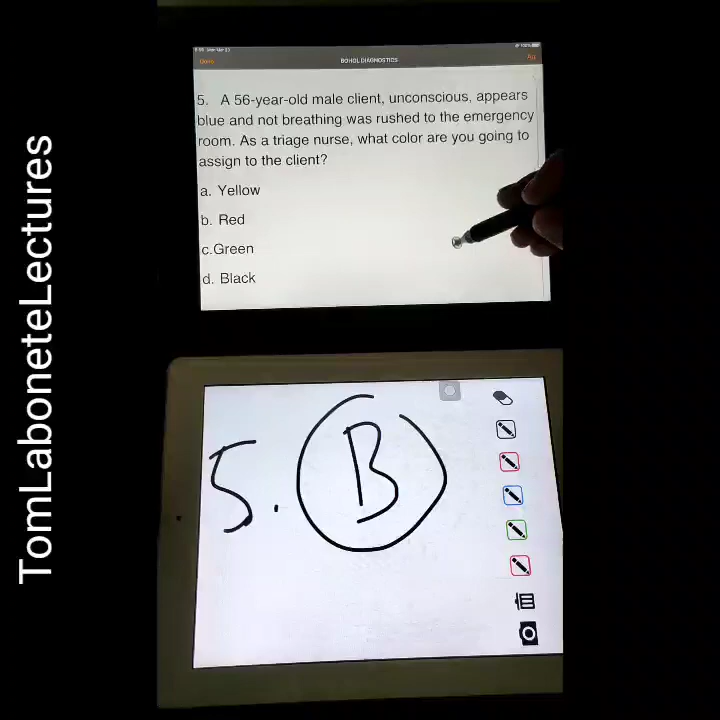 TomLaboneteLectures
Done
BOHOL DIAGNOSTICS
5. A 56-year-old male client, unconscious, appears
blue and not breathing was rushed to the emergency
room. As a triage nurse, what color are you going to
assign to the client?
a. Yellow
b. Red
c.Green
d. Black
5. B